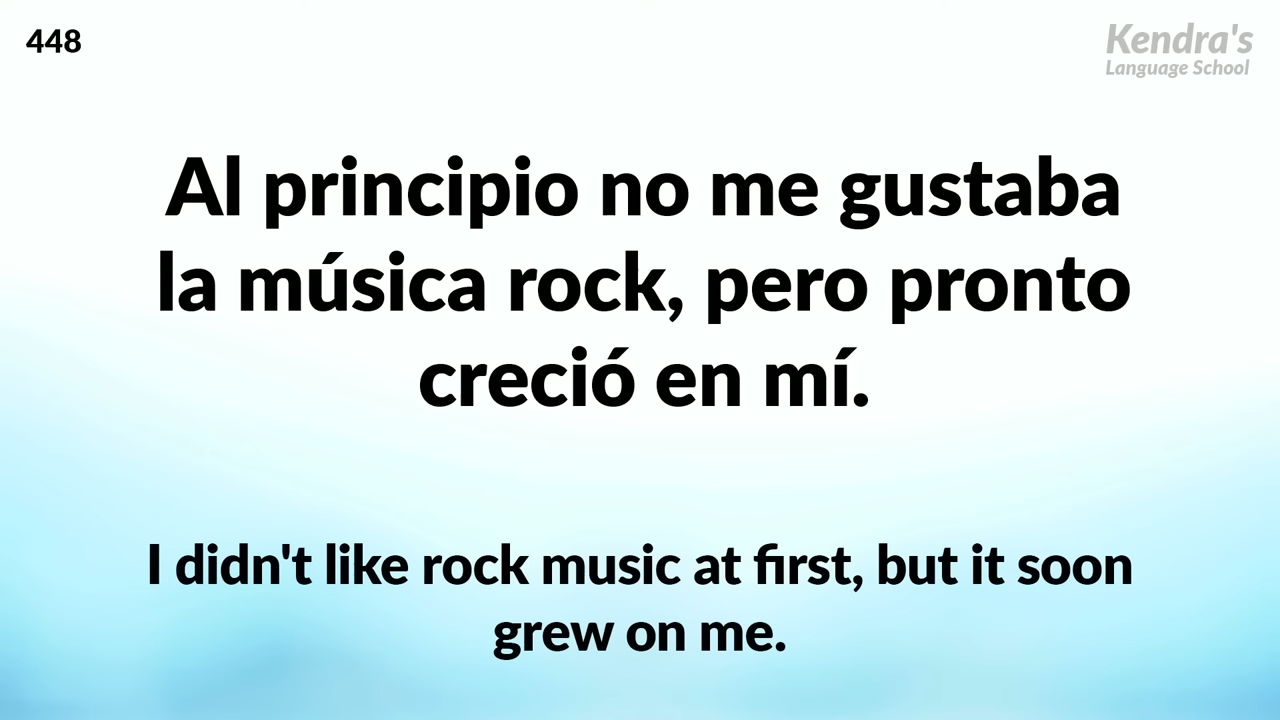 448
Kendra's
Language School
Al principio no me gustaba
la música rock, pero pronto
creció en mí.
I didn't like rock music at first, but it soon
grew on me.